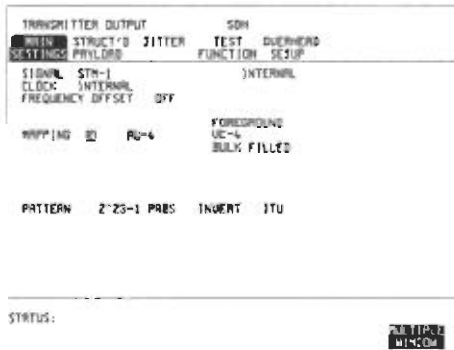 TRANSMITTER OUTPUT SDH
MAIN STRUCT'D JITTER TEST OVERHEAD
SETTINGS PAYLOAD FUNCTION SETUP
SIGNAL STM-1 INTERNAL
CLOCK INTERNAL
FREQUENCY OFFSET OFF
FOREGROUND
MAPPING AU-4 VC-4
BULK FILLED
PATTERN 2^23-1 PRBS INVERT ITU
STATUS:
MULTIPLE
WINDOW